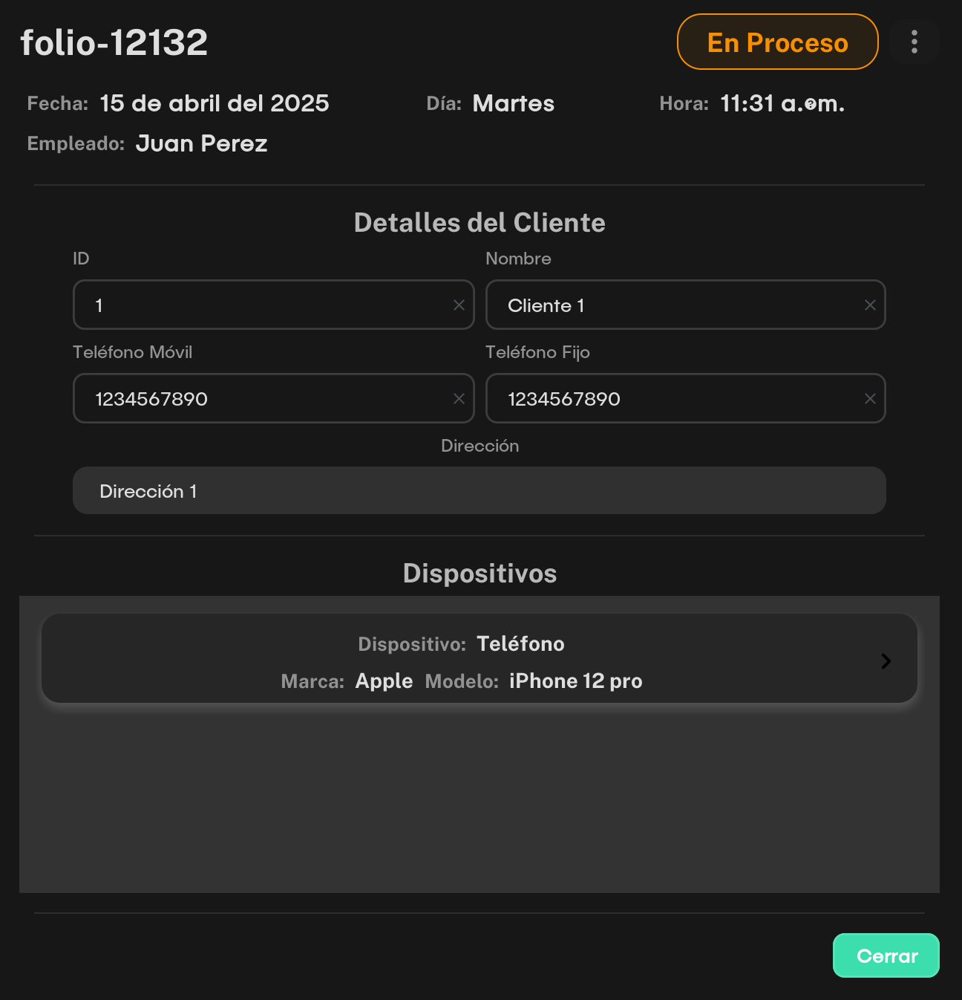 folio-12132
En Proceso
Fecha: 15 de abril del 2025 Día: Martes Hora: 11:31 a.�m.
Empleado: Juan Perez
Detalles del Cliente
ID Nombre
1 Cliente 1
Teléfono Móvil Teléfono Fijo
1234567890 1234567890
Dirección
Dirección 1
Dispositivos
Dispositivo: Teléfono
Marca: Apple Modelo: iPhone 12 pro
Cerrar